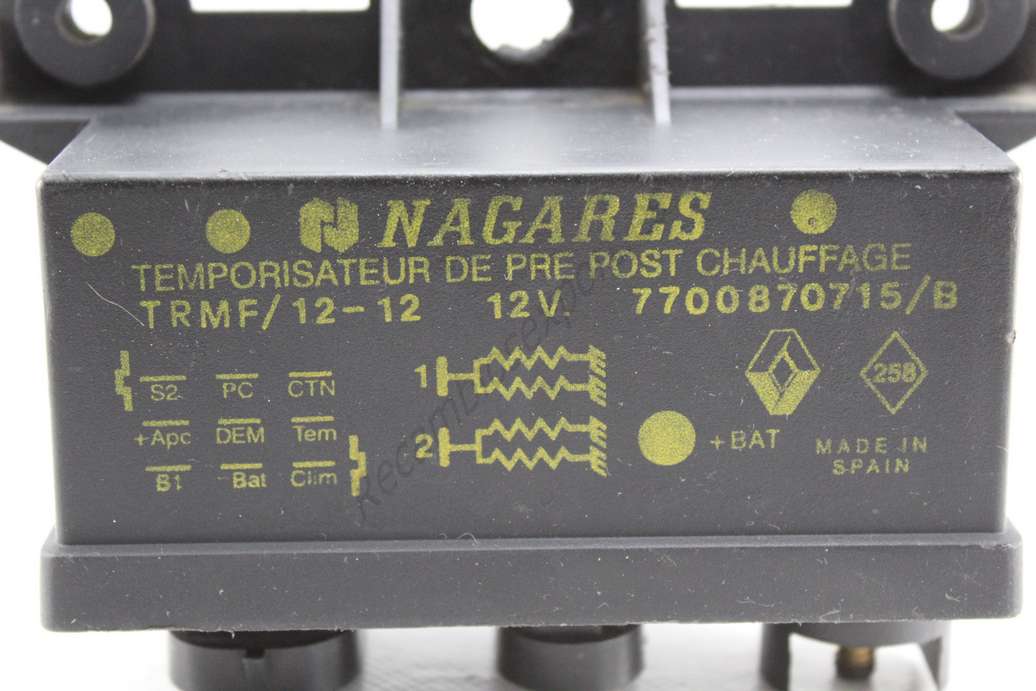 NAGARES
TEMPORISATEUR DE PRE POST CHAUFFAGE
TRMF/12-12 12V. 7700870715/B
S2 PC CTN
+Apc DEM Tem
B1 Bat Clim
1
2
258
+BAT
MADE IN
SPAIN